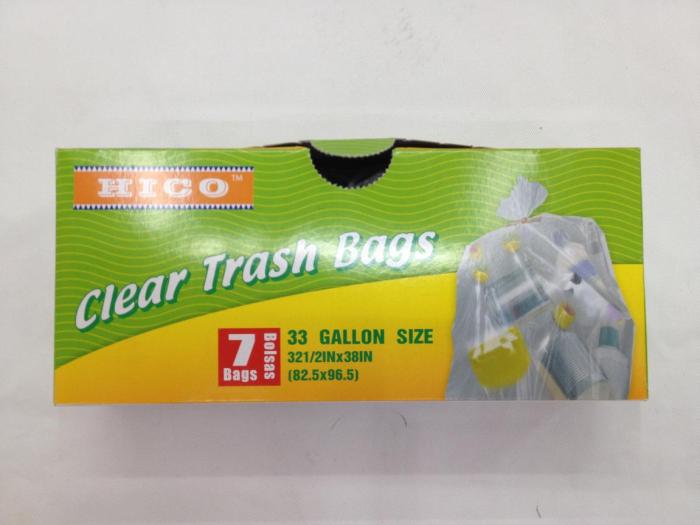 HICO™
Clear Trash Bags
7
Bags
Bolsas
33 GALLON SIZE
321/2INx38IN
(82.5x96.5)